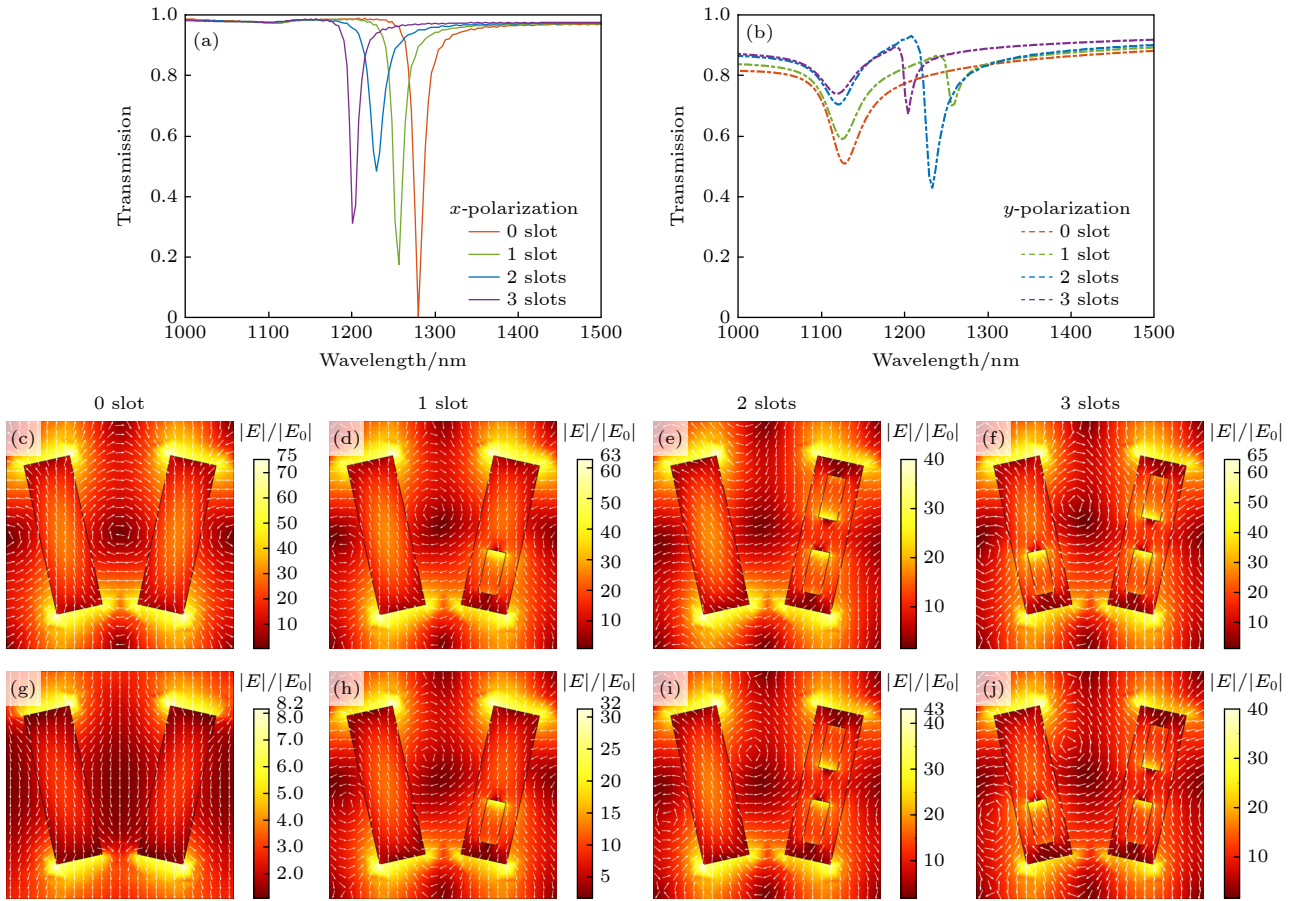 (a)
Transmission
1.0
0.8
0.6
0.4
0.2
0
x-polarization
0 slot
1 slot
2 slots
3 slots
1000 1100 1200 1300 1400 1500
Wavelength/nm
(b)
Transmission
1.0
0.8
0.6
0.4
0.2
0
y-polarization
0 slot
1 slot
2 slots
3 slots
1000 1100 1200 1300 1400 1500
Wavelength/nm
0 slot
1 slot
2 slots
3 slots
(c)
|E|/|E0|
75
70
60
50
40
30
20
10
(d)
|E|/|E0|
63
60
50
40
30
20
10
(e)
|E|/|E0|
40
30
20
10
(f)
|E|/|E0|
65
60
50
40
30
20
10
(g)
|E|/|E0|
8.2
8.0
7.0
6.0
5.0
4.0
3.0
2.0
(h)
|E|/|E0|
32
30
25
20
15
10
5
(i)
|E|/|E0|
43
40
30
20
10
(j)
|E|/|E0|
40
30
20
10